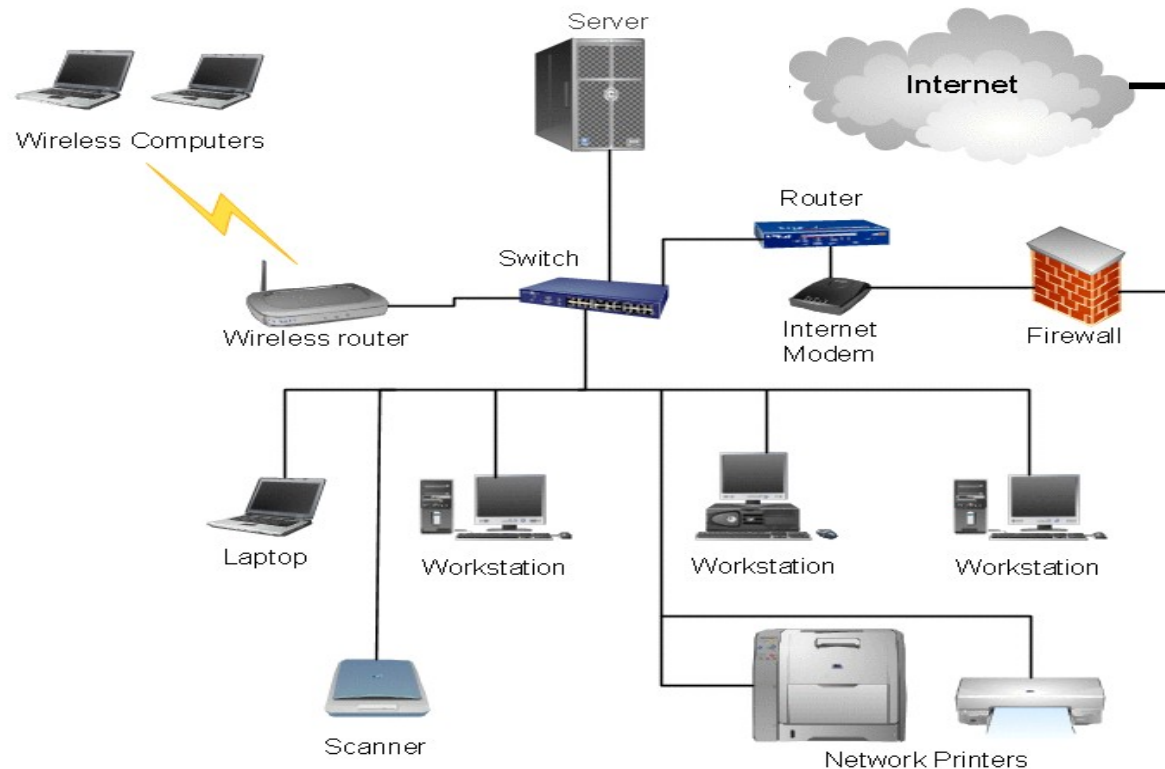 Server
Internet
Wireless Computers
Router
Switch
Wireless router
Internet
Modem
Firewall
Laptop
Workstation
Workstation
Workstation
Scanner
Network Printers